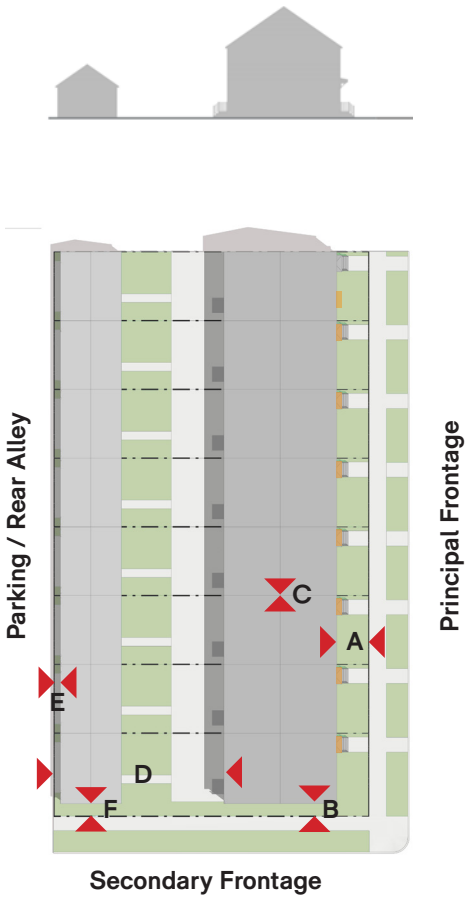 Parking / Rear Alley
Principal Frontage
C
A
E
D
F
B
Secondary Frontage